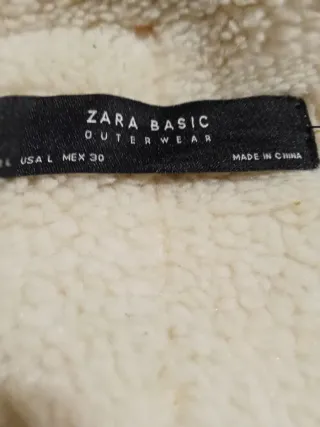 ZARA BASIC
OUTERWEAR
L USA L MEX 30 MADE IN CHINA